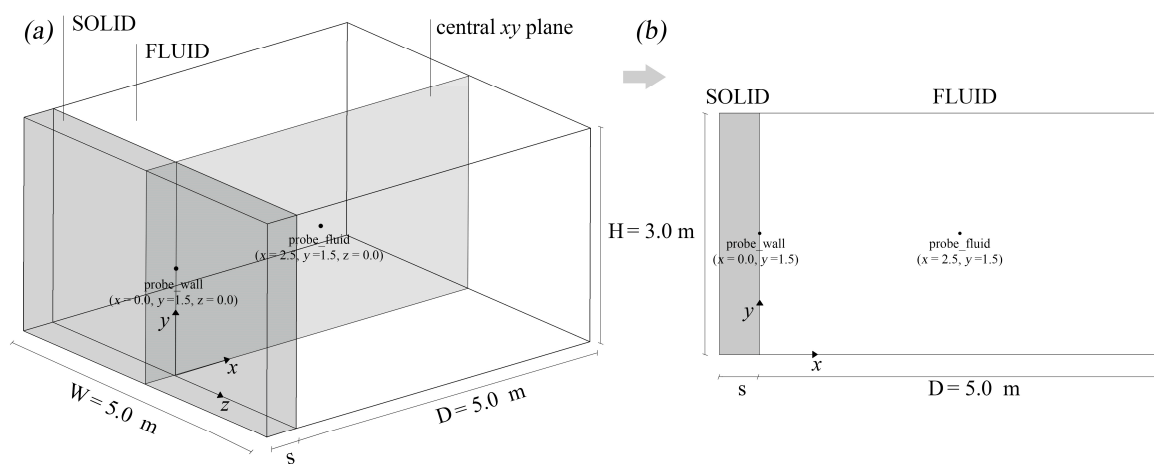 (a)
SOLID
FLUID
central xy plane
probe_fluid
(x = 2.5, y =1.5, z = 0.0)
probe_wall
(x = 0.0, y =1.5, z = 0.0)
y
x
z
W = 5.0 m
s
D = 5.0 m
H = 3.0 m
(b)
SOLID
FLUID
probe_wall
(x = 0.0, y =1.5)
probe_fluid
(x = 2.5, y =1.5)
y
x
s
D = 5.0 m